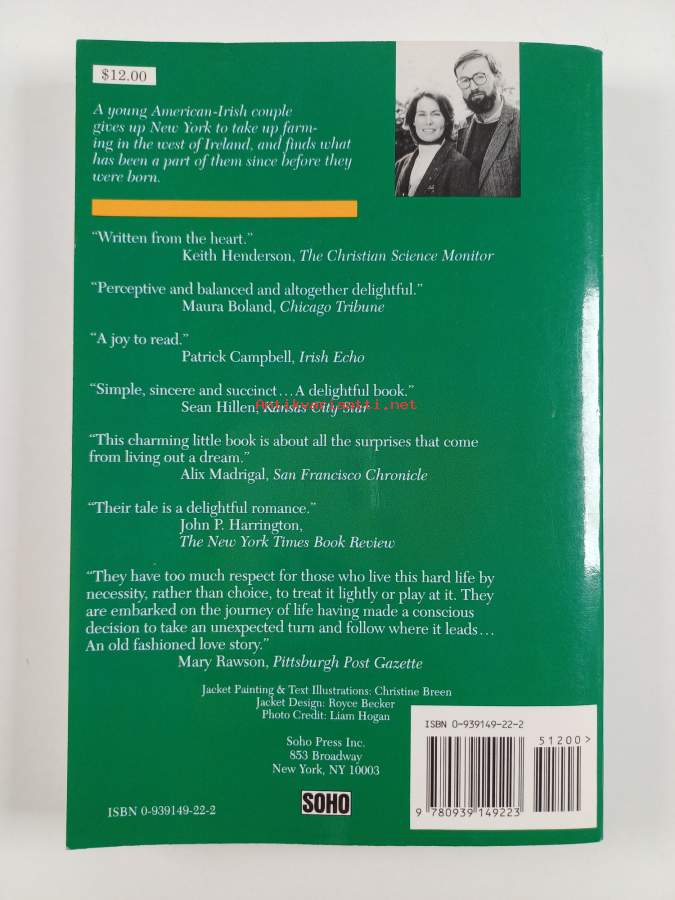 $12.00
A young American-Irish couple
gives up New York to take up farm-
ing in the west of Ireland, and finds what
has been a part of them since before they
were born.
“Written from the heart.”
Keith Henderson, The Christian Science Monitor
“Perceptive and balanced and altogether delightful.”
Maura Boland, Chicago Tribune
“A joy to read.”
Patrick Campbell, Irish Echo
“Simple, sincere and succinct…A delightful book.”
Sean Hillen, Kansas City Star
Antikvariaatti.net
“This charming little book is about all the surprises that come
from living out a dream.”
Alix Madrigal, San Francisco Chronicle
“Their tale is a delightful romance.”
John P. Harrington,
The New York Times Book Review
“They have too much respect for those who live this hard life by
necessity, rather than choice, to treat it lightly or play at it. They
are embarked on the journey of life having made a conscious
decision to take an unexpected turn and follow where it leads…
An old fashioned love story.”
Mary Rawson, Pittsburgh Post Gazette
Jacket Painting & Text Illustrations: Christine Breen
Jacket Design: Royce Becker
Photo Credit: Liam Hogan
Soho Press Inc.
853 Broadway
New York, NY 10003
SOHO
ISBN 0-939149-22-2
ISBN 0-939149-22-2
51200>
9 780939 149223